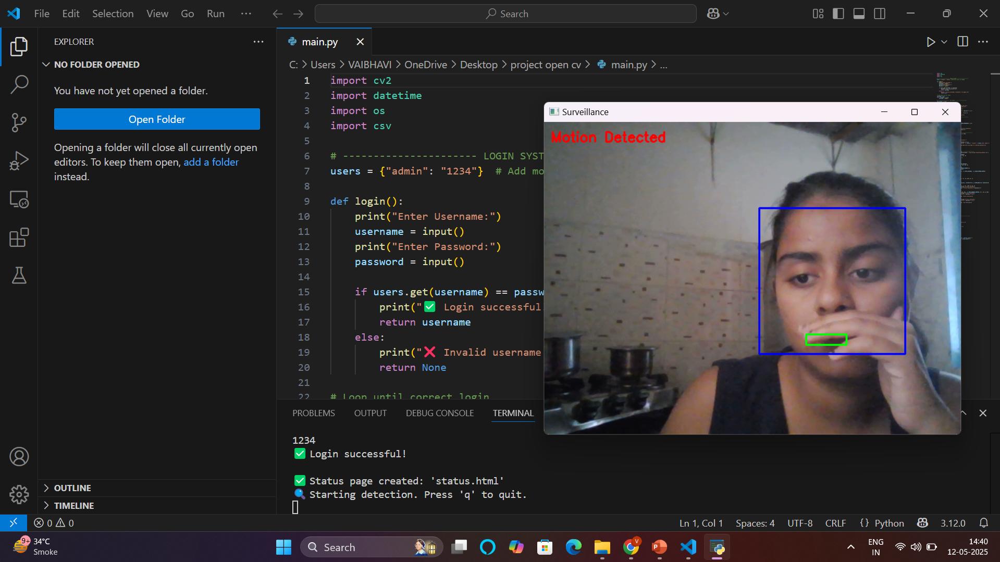 File Edit Selection View Go Run ···
Search
EXPLORER ···
NO FOLDER OPENED
You have not yet opened a folder.
Open Folder
Opening a folder will close all currently open
editors. To keep them open, add a folder
instead.
OUTLINE
TIMELINE
main.py
C: > Users > VAIBHAVI > OneDrive > Desktop > project open cv > main.py > ...
1 import cv2
2 import datetime
3 import os
4 import csv
5
6 # ---------------------- LOGIN SYST
7 users = {"admin": "1234"}  # Add mo
8
9 def login():
10 print("Enter Username:")
11 username = input()
12 print("Enter Password:")
13 password = input()
14
15 if users.get(username) == passw
16 print("✅ Login successful
17 return username
18 else:
19 print("❌ Invalid username
20 return None
21
22 # Loop until correct login
Surveillance
Motion Detected
PROBLEMS OUTPUT DEBUG CONSOLE TERMINAL
1234
✅ Login successful!
✅ Status page created: 'status.html'
🔍 Starting detection. Press 'q' to quit.
0 0
Ln 1, Col 1 Spaces: 4 UTF-8 CRLF {} Python 3.12.0
9+
34°C
Smoke
Search
V
P
ENG
IN
14:40
12-05-2025